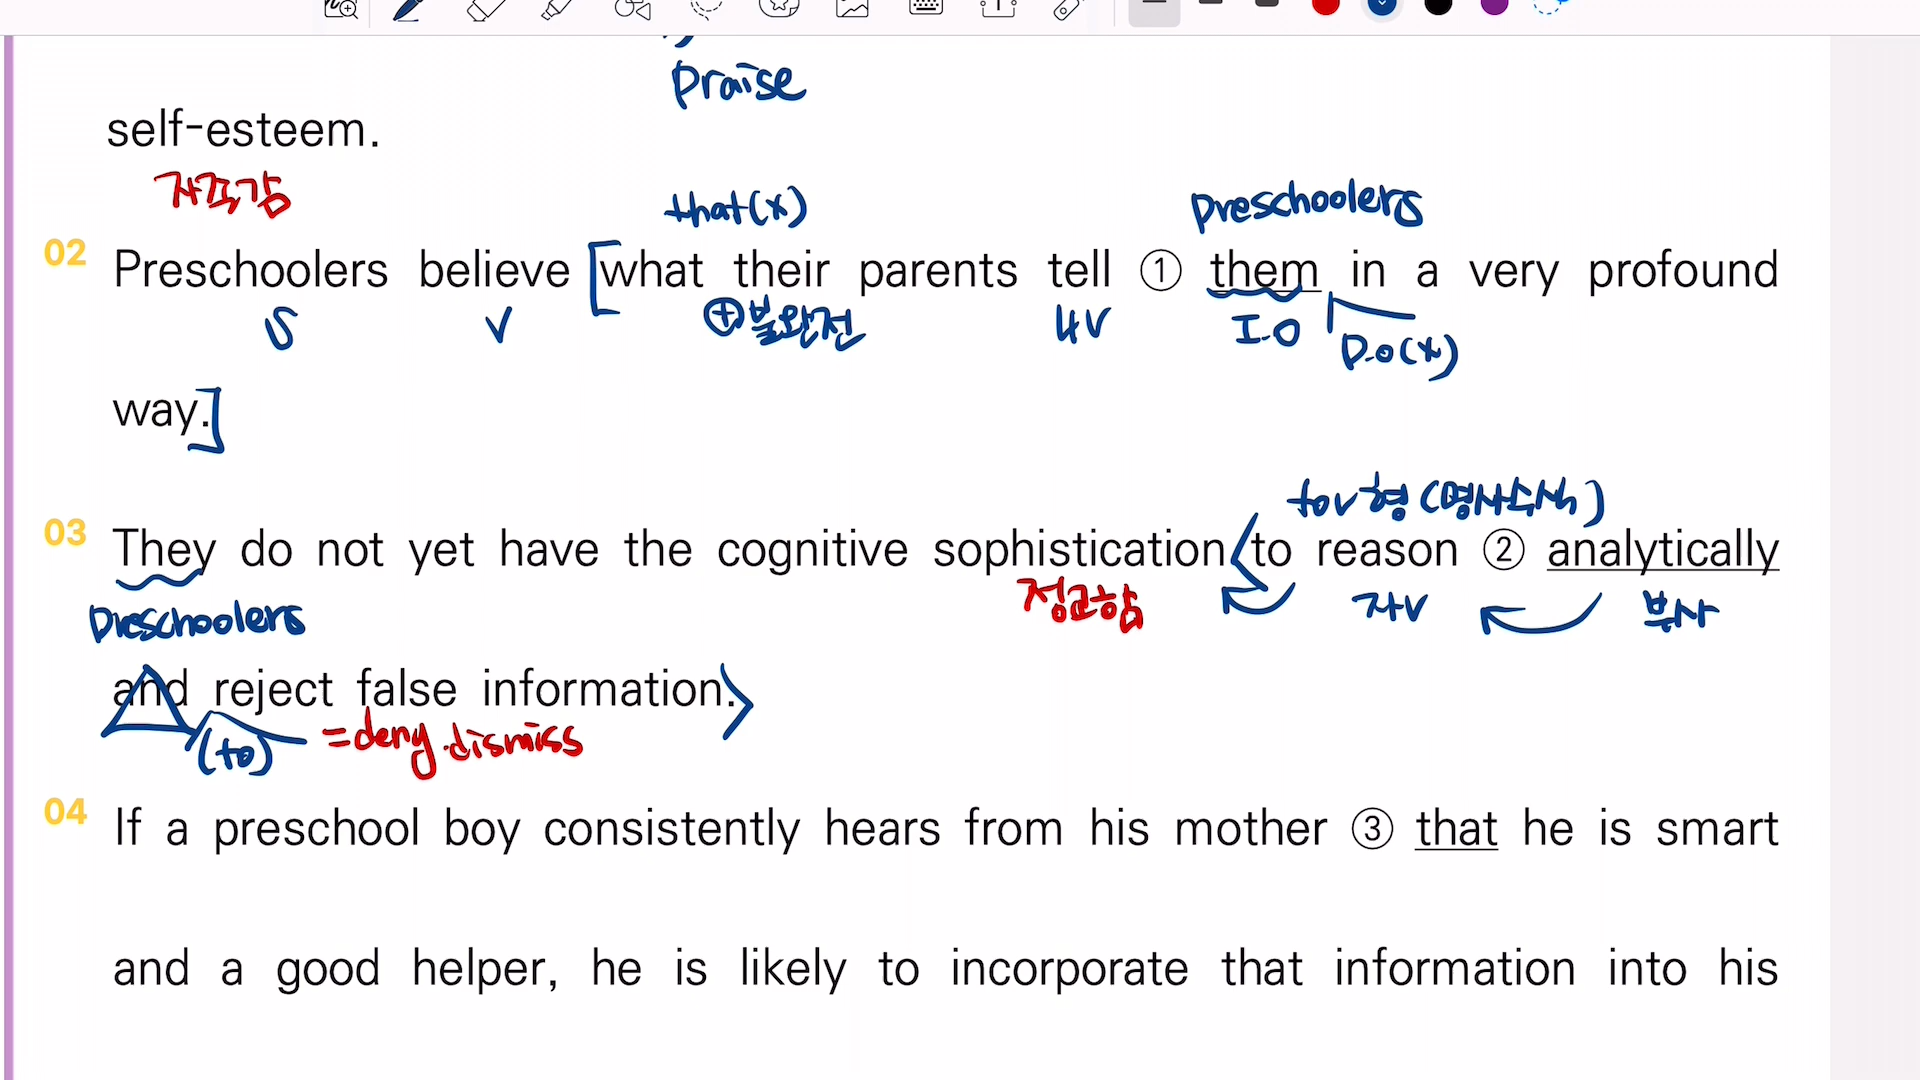 praise
self-esteem.
자존감
that(x)
preschoolers
02 Preschoolers believe [what their parents tell ① them in a very profound
S V ⊕불완전 4V I.O D.O(x)
way.]
to v 형 (명사수식)
03 They do not yet have the cognitive sophistication <to reason ② analytically
preschoolers 정교함 자V 부사
and reject false information.>
(to) =deny.dismiss
04 If a preschool boy consistently hears from his mother ③ that he is smart
and a good helper, he is likely to incorporate that information into his